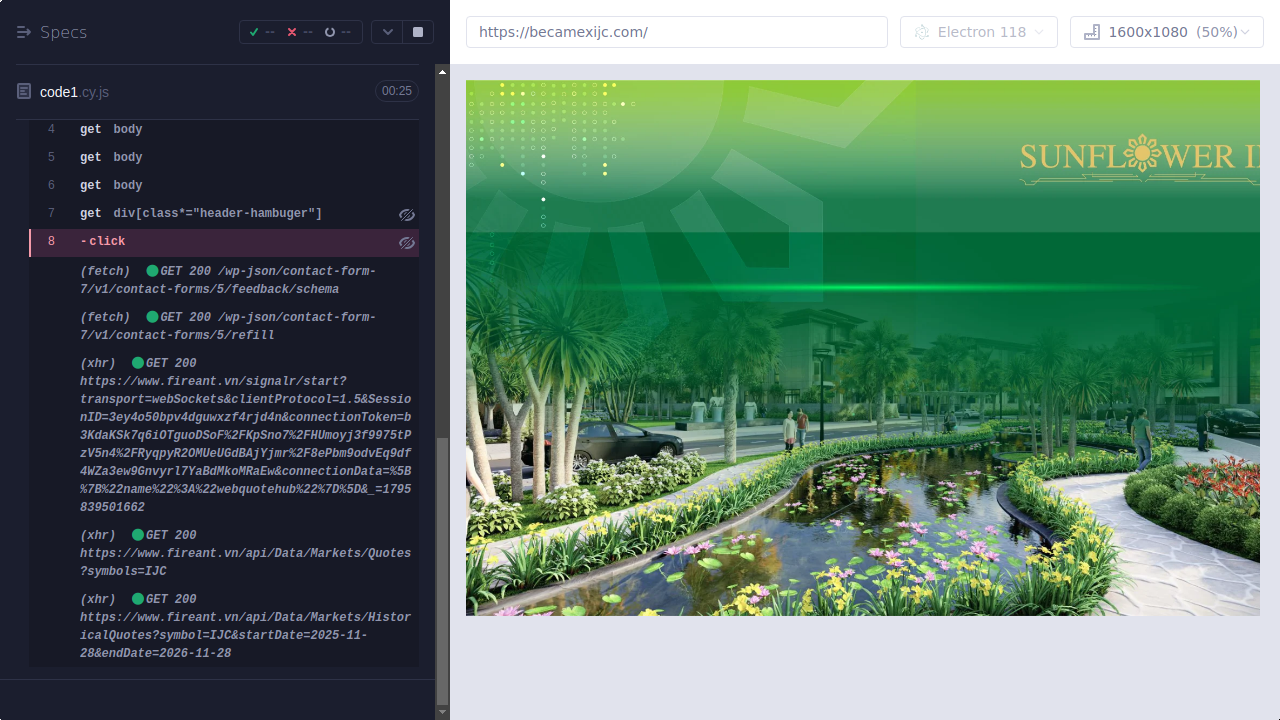 Specs
--
--
--
https://becamexijc.com/
Electron 118
1600x1080 (50%)
code1.cy.js
00:25
4 get body
5 get body
6 get body
7 get div[class*="header-hambuger"]
8 -click
(fetch) GET 200 /wp-json/contact-form-
7/v1/contact-forms/5/feedback/schema
(fetch) GET 200 /wp-json/contact-form-
7/v1/contact-forms/5/refill
(xhr) GET 200
https://www.fireant.vn/signalr/start?
transport=webSockets&clientProtocol=1.5&Sessio
nID=3ey4o50bpv4dguwxzf4rjd4n&connectionToken=b
3KdaKSk7q6iOTguoDSoF%2FKpSno7%2FHUmoyj3f9975tP
zV5n4%2FRyqpyR2OMUeUGdBAjYjmr%2F8ePbm9odvEq9df
4WZa3ew9Gnvyrl7YaBdMkoMRaEw&connectionData=%5B
%7B%22name%22%3A%22webquotehub%22%7D%5D&_=1795
839501662
(xhr) GET 200
https://www.fireant.vn/api/Data/Markets/Quotes
?symbols=IJC
(xhr) GET 200
https://www.fireant.vn/api/Data/Markets/Histor
icalQuotes?symbol=IJC&startDate=2025-11-
28&endDate=2026-11-28
SUNFLOWER I